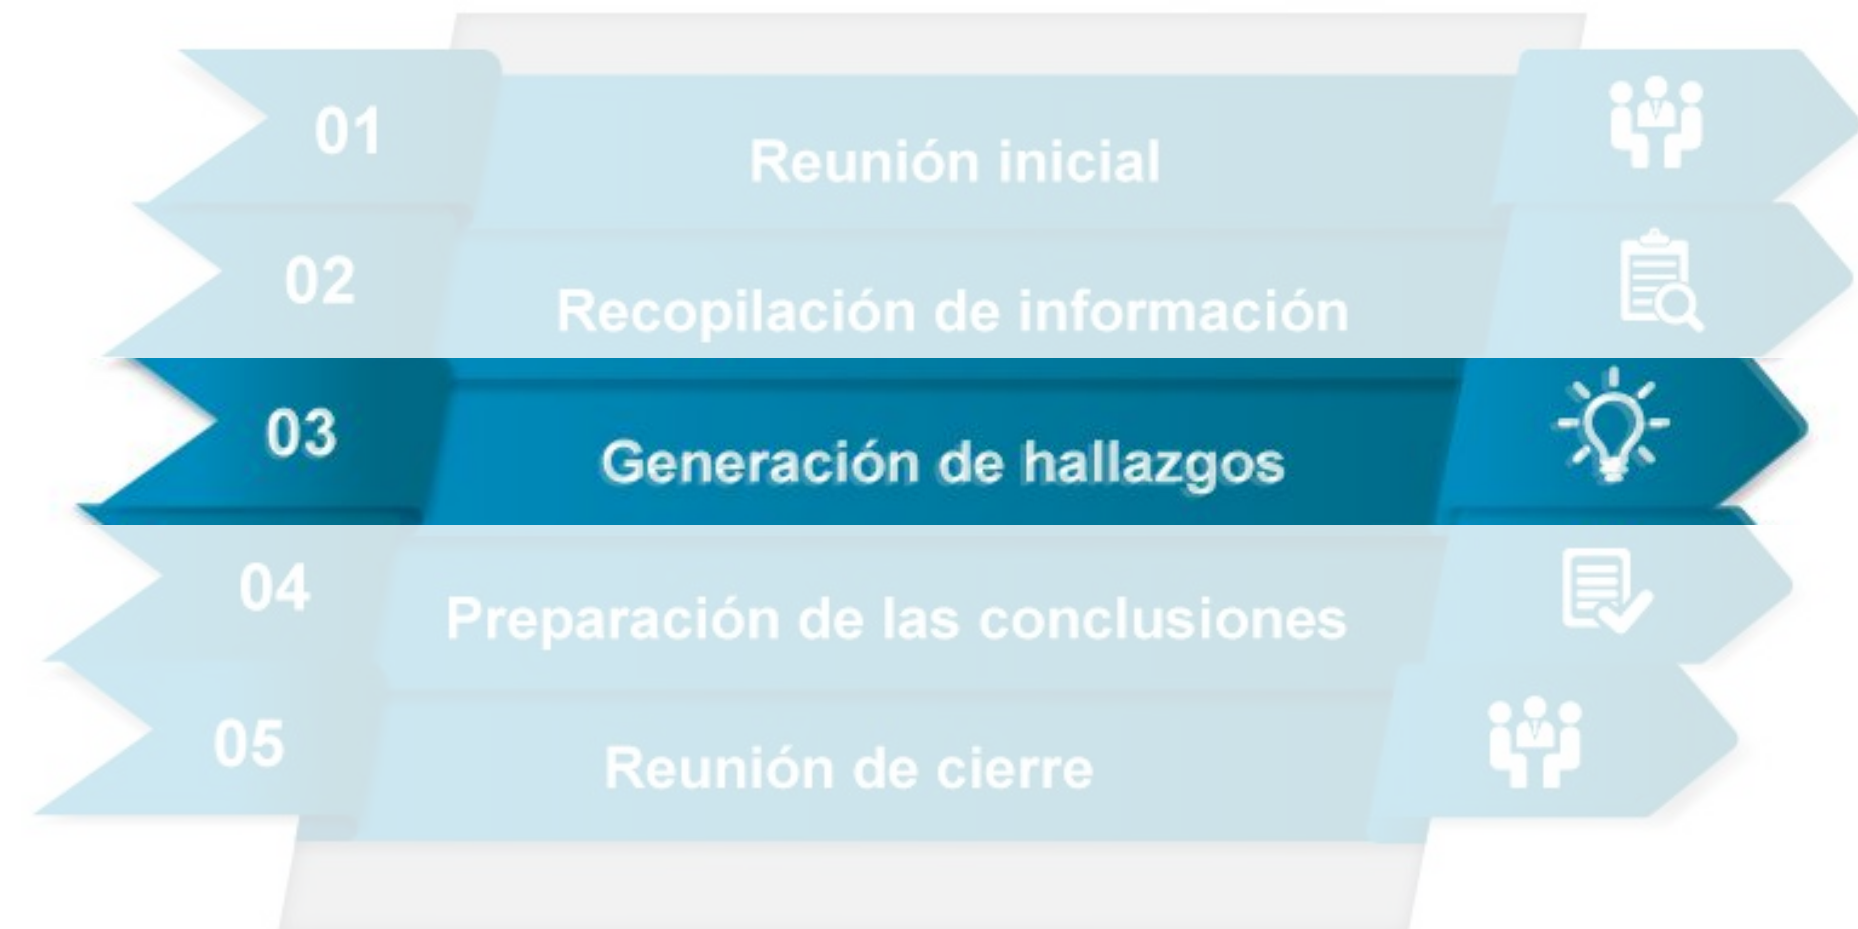 01 Reunión inicial
02 Recopilación de información
03 Generación de hallazgos
04 Preparación de las conclusiones
05 Reunión de cierre